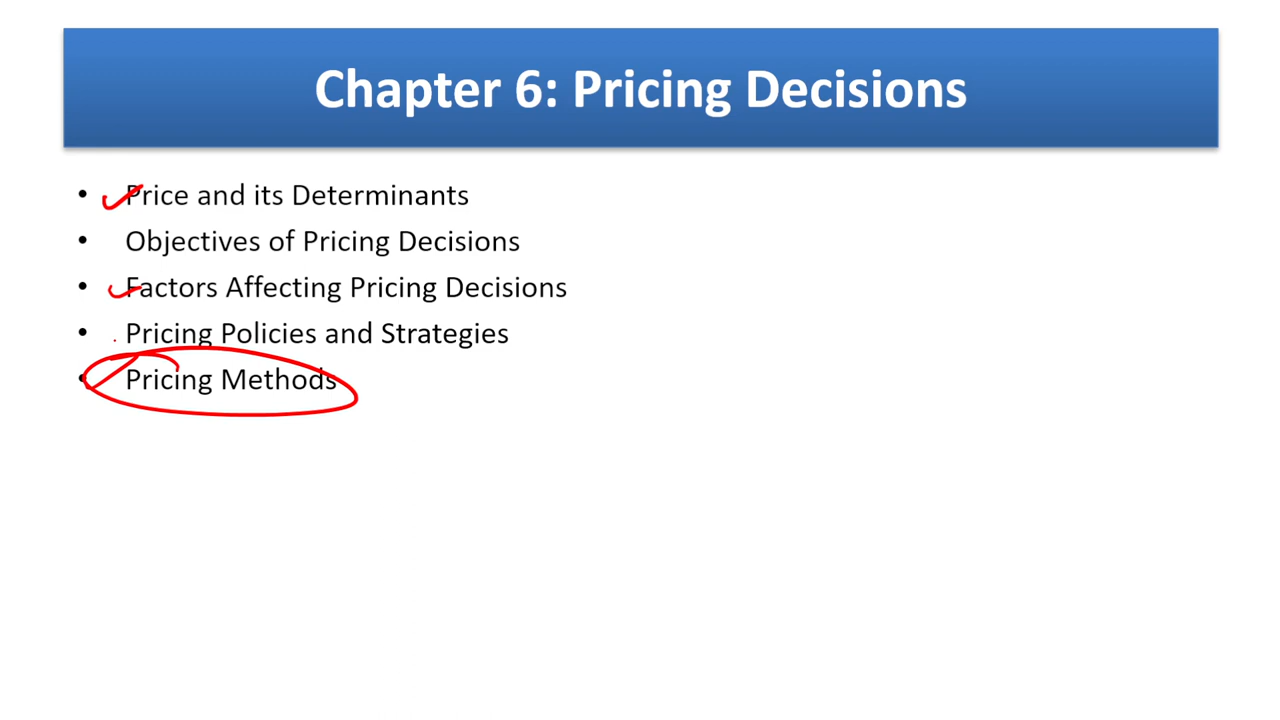 Chapter 6: Pricing Decisions
• Price and its Determinants
• Objectives of Pricing Decisions
• Factors Affecting Pricing Decisions
• Pricing Policies and Strategies
• Pricing Methods